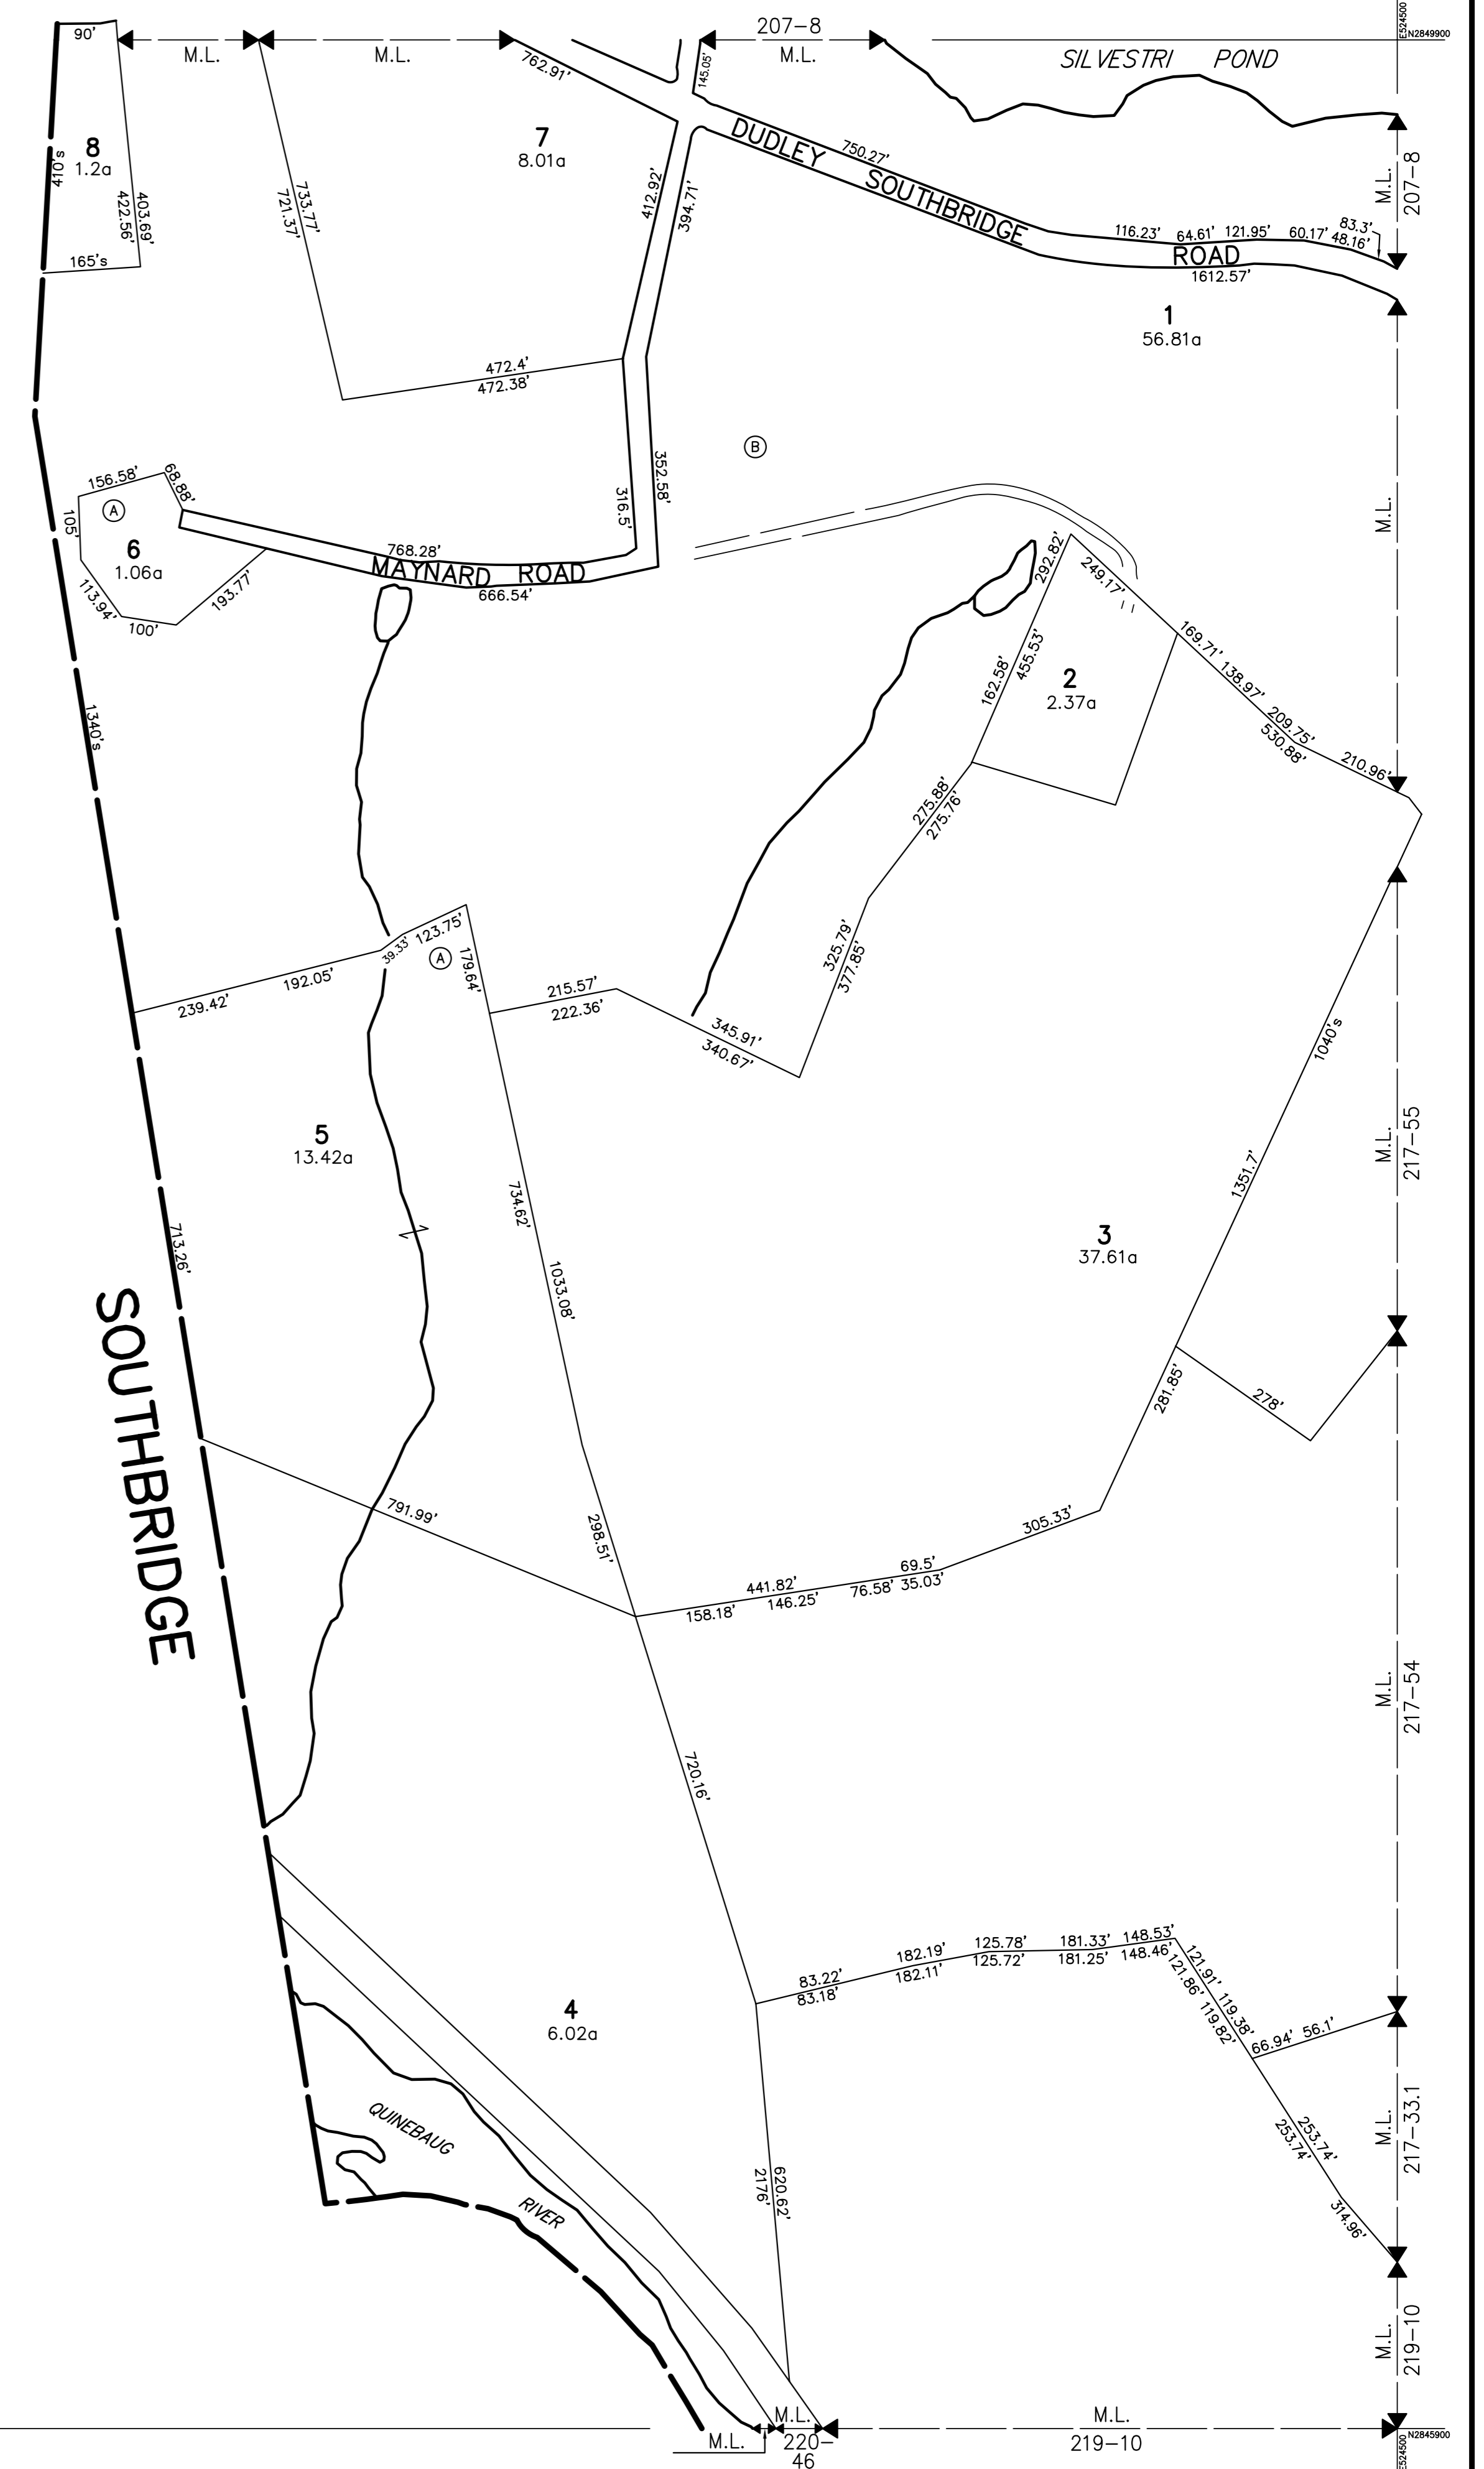 90'
M.L.
M.L.
207-8
M.L.
SILVESTRI POND
E524500
N2849900
762.91'
145.05'
8
1.2a
410's
403.69'
422.56'
165's
733.77'
721.37'
7
8.01a
412.92'
394.71'
DUDLEY SOUTHBRIDGE ROAD
750.27'
116.23'
64.61'
121.95'
60.17'
48.16'
83.3'
1612.57'
M.L.
207-8
1
56.81a
472.4'
472.38'
B
M.L.
156.58'
68.88'
A
105'
6
1.06a
113.94'
100'
193.77'
768.28'
MAYNARD ROAD
666.54'
316.5'
352.58'
292.82'
249.17'
162.58'
455.53'
2
2.37a
169.71'
138.97'
209.75'
530.88'
210.96'
1340's
275.88'
275.76'
325.79'
377.85'
239.42'
192.05'
39.33'
123.75'
A
179.64'
215.57'
222.36'
345.91'
340.67'
1040's
1351.7'
M.L.
217-55
5
13.42a
713.26'
734.62'
1033.08'
3
37.61a
SOUTHBRIDGE
281.85'
278'
791.99'
298.51'
305.33'
441.82'
69.5'
158.18'
146.25'
76.58'
35.03'
M.L.
217-54
720.16'
83.22'
83.18'
182.19'
182.11'
125.78'
125.72'
181.33'
181.25'
148.53'
148.46'
121.91'
119.38'
121.86'
119.82'
66.94'
56.1'
4
6.02a
QUINEBAUG
RIVER
620.62'
2176'
253.74'
253.74'
314.96'
M.L.
217-33.1
M.L.
219-10
M.L.
M.L.
220-
46
M.L.
219-10
N2845900
E524500